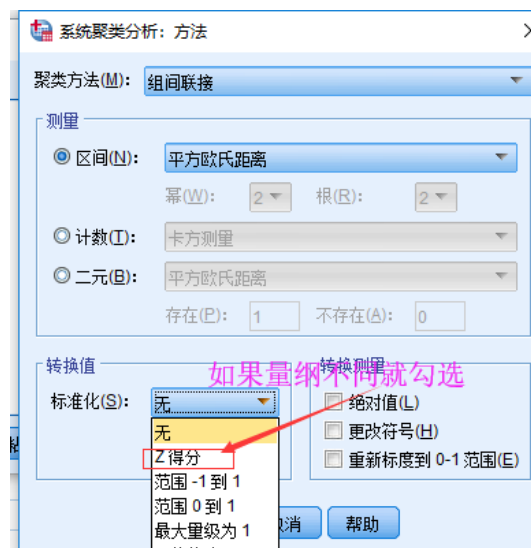 系统聚类分析：方法
聚类方法(M)： 组间联接
测量
区间(N)： 平方欧氏距离
幂(W)： 2 根(R)： 2
计数(T)： 卡方测量
二元(B)： 平方欧氏距离
存在(P)： 1 不存在(A)： 0
转换值 转换测量
如果量纲不同就勾选
标准化(S)： 无
绝对值(L)
无
更改符号(H)
Z 得分
重新标度到 0-1 范围(E)
范围 -1 到 1
范围 0 到 1
消 帮助
最大量级为 1